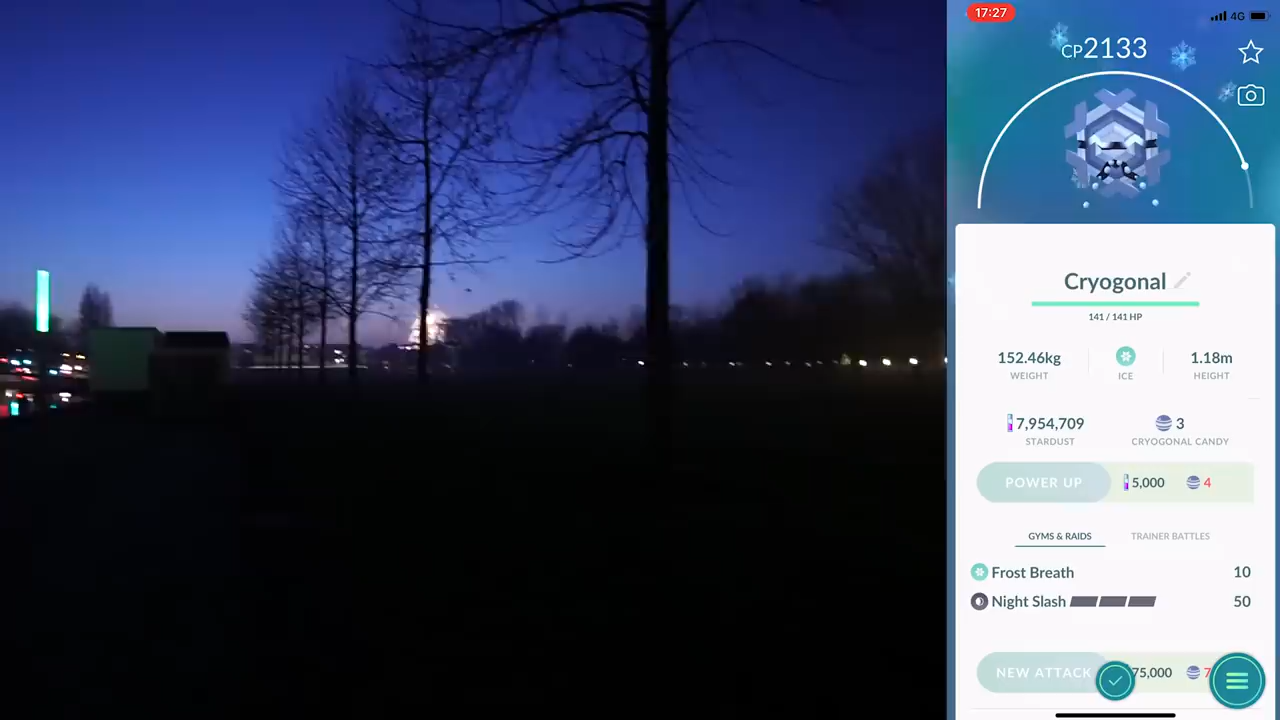 17:27
4G
CP2133
Cryogonal
141 / 141 HP
152.46kg
1.18m
WEIGHT
ICE
HEIGHT
7,954,709
3
STARDUST
CRYOGONAL CANDY
POWER UP
5,000
4
GYMS & RAIDS
TRAINER BATTLES
Frost Breath
10
Night Slash
50
NEW ATTACK
75,000